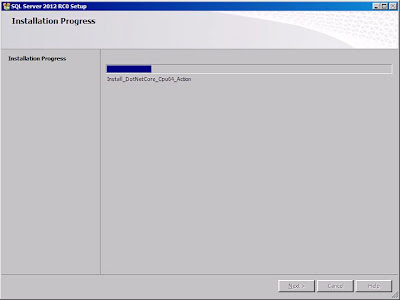 SQL Server 2012 RC0 Setup
Installation Progress
Installation Progress
Install_DotNetCore_Cpu64_Action
Next >
Cancel
Help